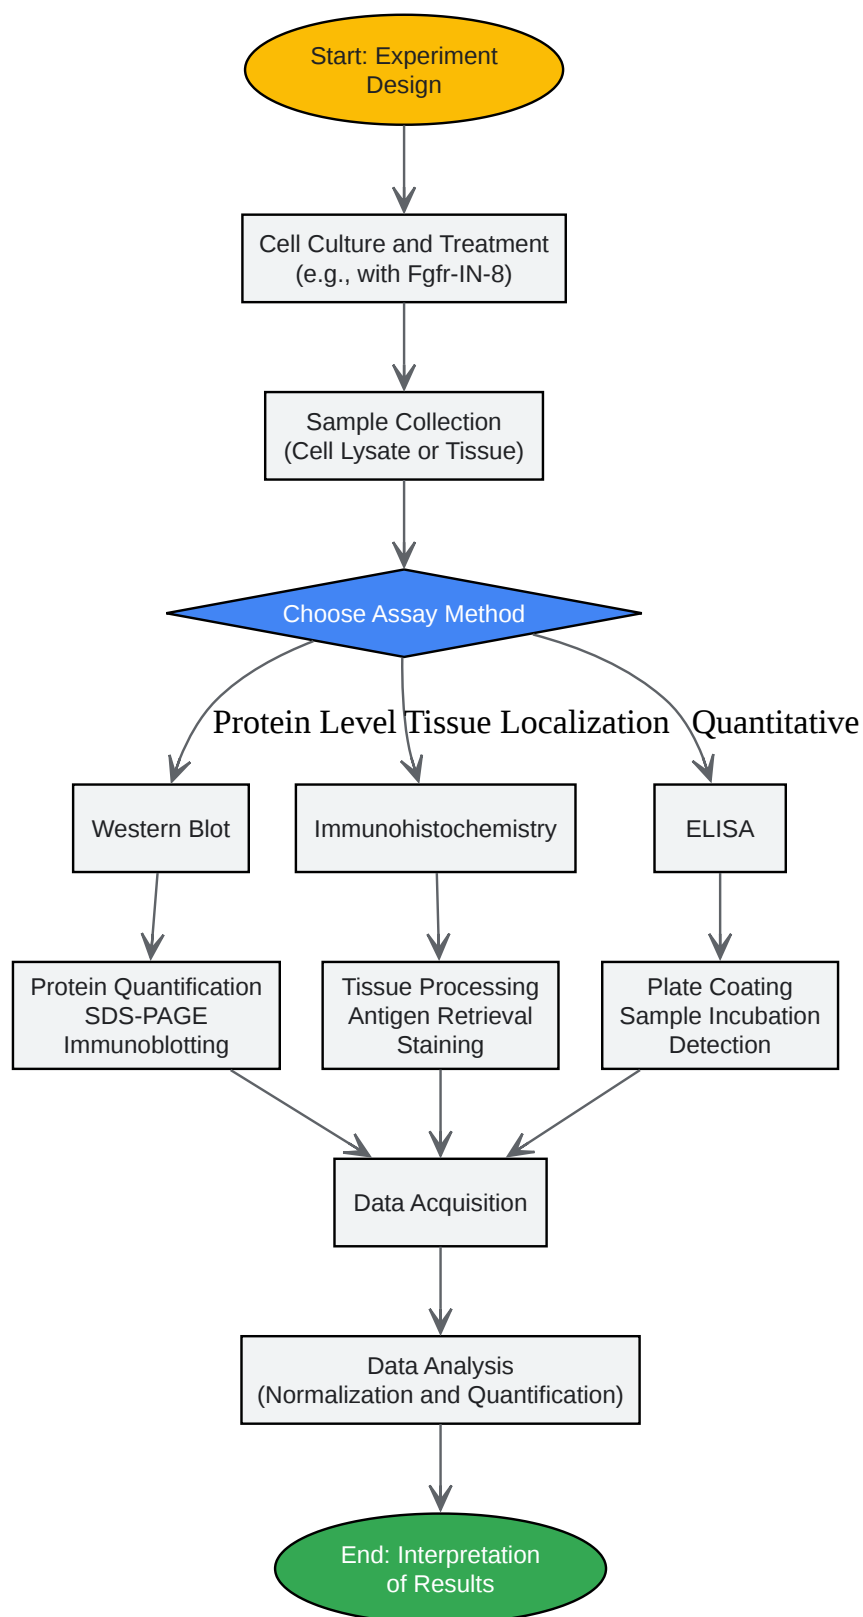 Start: Experiment
Design
Cell Culture and Treatment
(e.g., with Fgfr-IN-8)
Sample Collection
(Cell Lysate or Tissue)
Choose Assay Method
Protein Level
Tissue Localization
Quantitative
Western Blot
Immunohistochemistry
ELISA
Protein Quantification
SDS-PAGE
Immunoblotting
Tissue Processing
Antigen Retrieval
Staining
Plate Coating
Sample Incubation
Detection
Data Acquisition
Data Analysis
(Normalization and Quantification)
End: Interpretation
of Results